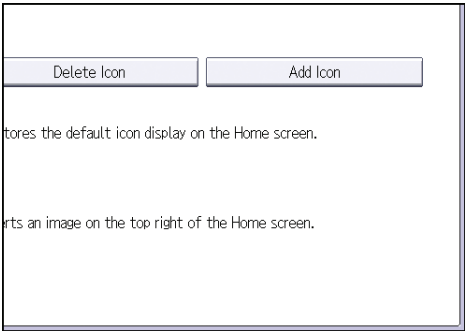 Delete Icon
Add Icon
tores the default icon display on the Home screen.
erts an image on the top right of the Home screen.